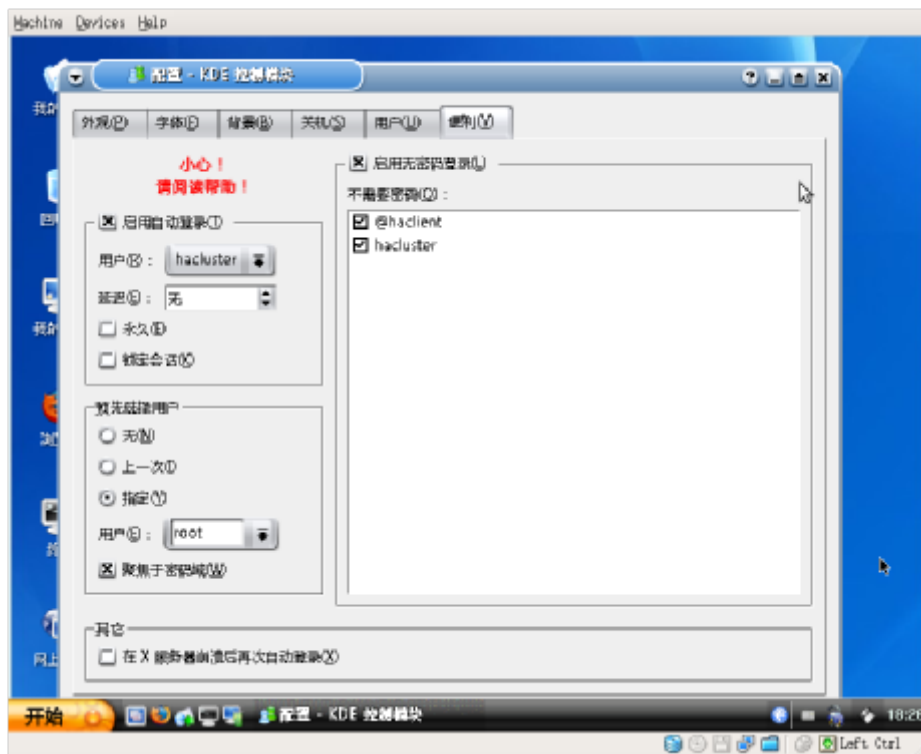 Machine Devices Help
配置 - KDE 控制模块
外观(P) 字体(F) 背景(B) 关机(S) 用户(U) 便利(V)
小心！
请阅读帮助！
启用自动登录(T)
用户(R)： hacluster
延迟(E)： 无
永久(E)
锁定会话(K)
预先选择用户
无(N)
上一次(I)
指定(Y)
用户(E)： root
聚焦于密码域(W)
启用无密码登录(L)
不需要密码(Q)：
@haclient
hacluster
其它
在 X 服务器崩溃后再次自动登录(X)
开始
配置 - KDE 控制模块
18:26
Left Ctrl